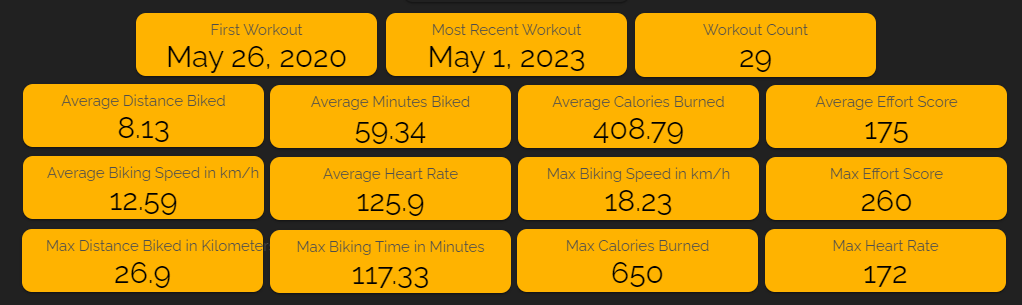 First Workout
May 26, 2020
Most Recent Workout
May 1, 2023
Workout Count
29
Average Distance Biked
8.13
Average Minutes Biked
59.34
Average Calories Burned
408.79
Average Effort Score
175
Average Biking Speed in km/h
12.59
Average Heart Rate
125.9
Max Biking Speed in km/h
18.23
Max Effort Score
260
Max Distance Biked in Kilometer
26.9
Max Biking Time in Minutes
117.33
Max Calories Burned
650
Max Heart Rate
172